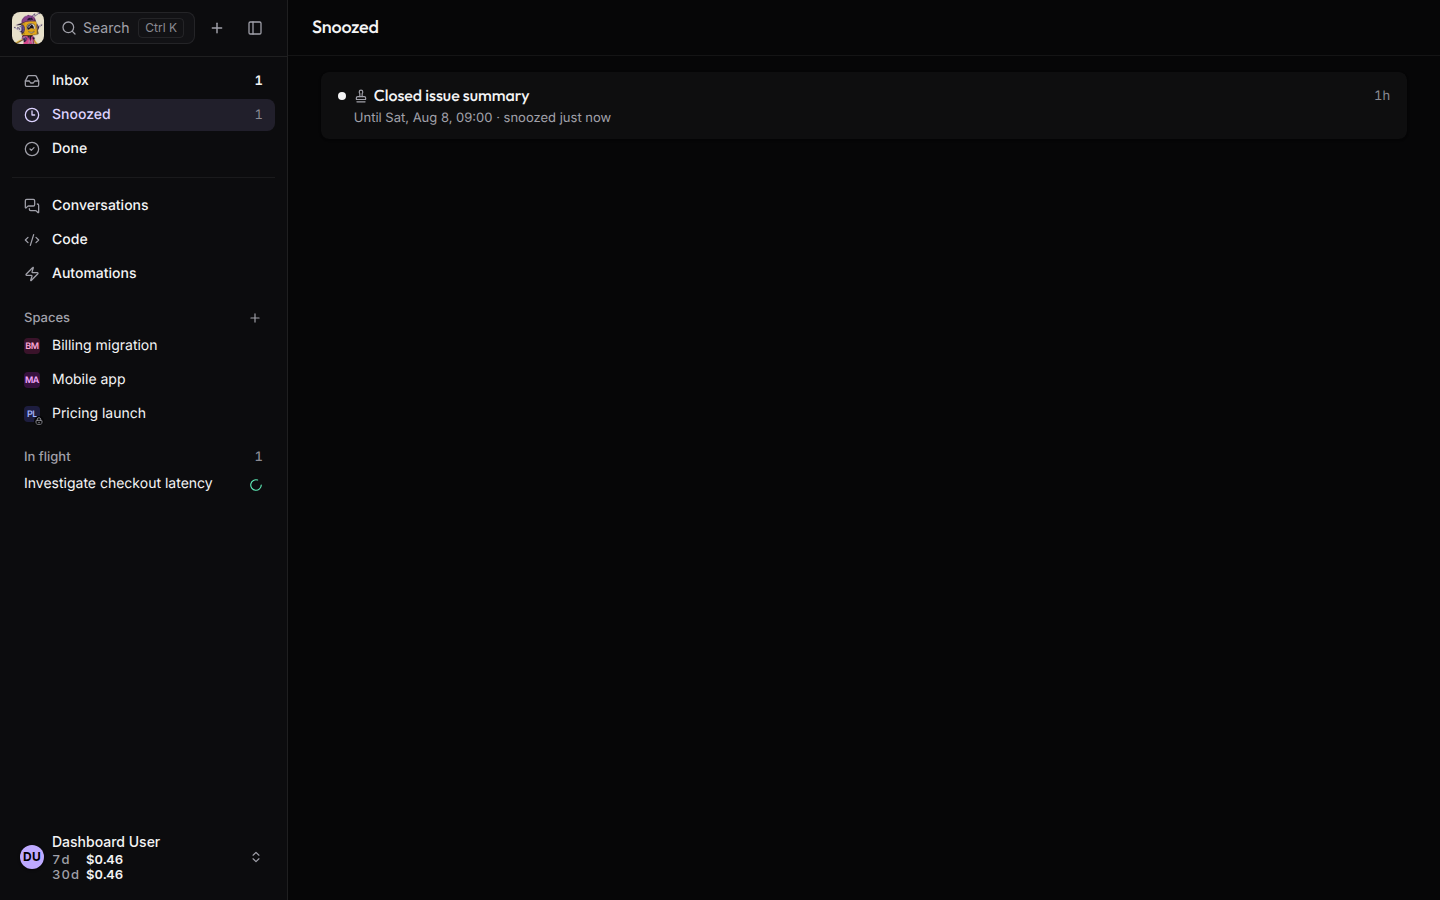 Search Ctrl K
Inbox 1
Snoozed 1
Done
Conversations
Code
Automations
Spaces
BM Billing migration
MA Mobile app
PL Pricing launch
In flight 1
Investigate checkout latency
DU Dashboard User
7d $0.46
30d $0.46
Snoozed
Closed issue summary 1h
Until Sat, Aug 8, 09:00 · snoozed just now